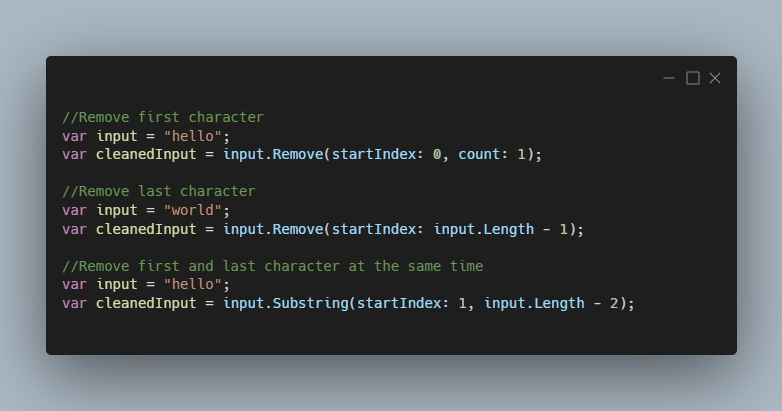 //Remove first character
var input = "hello";
var cleanedInput = input.Remove(startIndex: 0, count: 1);
//Remove last character
var input = "world";
var cleanedInput = input.Remove(startIndex: input.Length - 1);
//Remove first and last character at the same time
var input = "hello";
var cleanedInput = input.Substring(startIndex: 1, input.Length - 2);